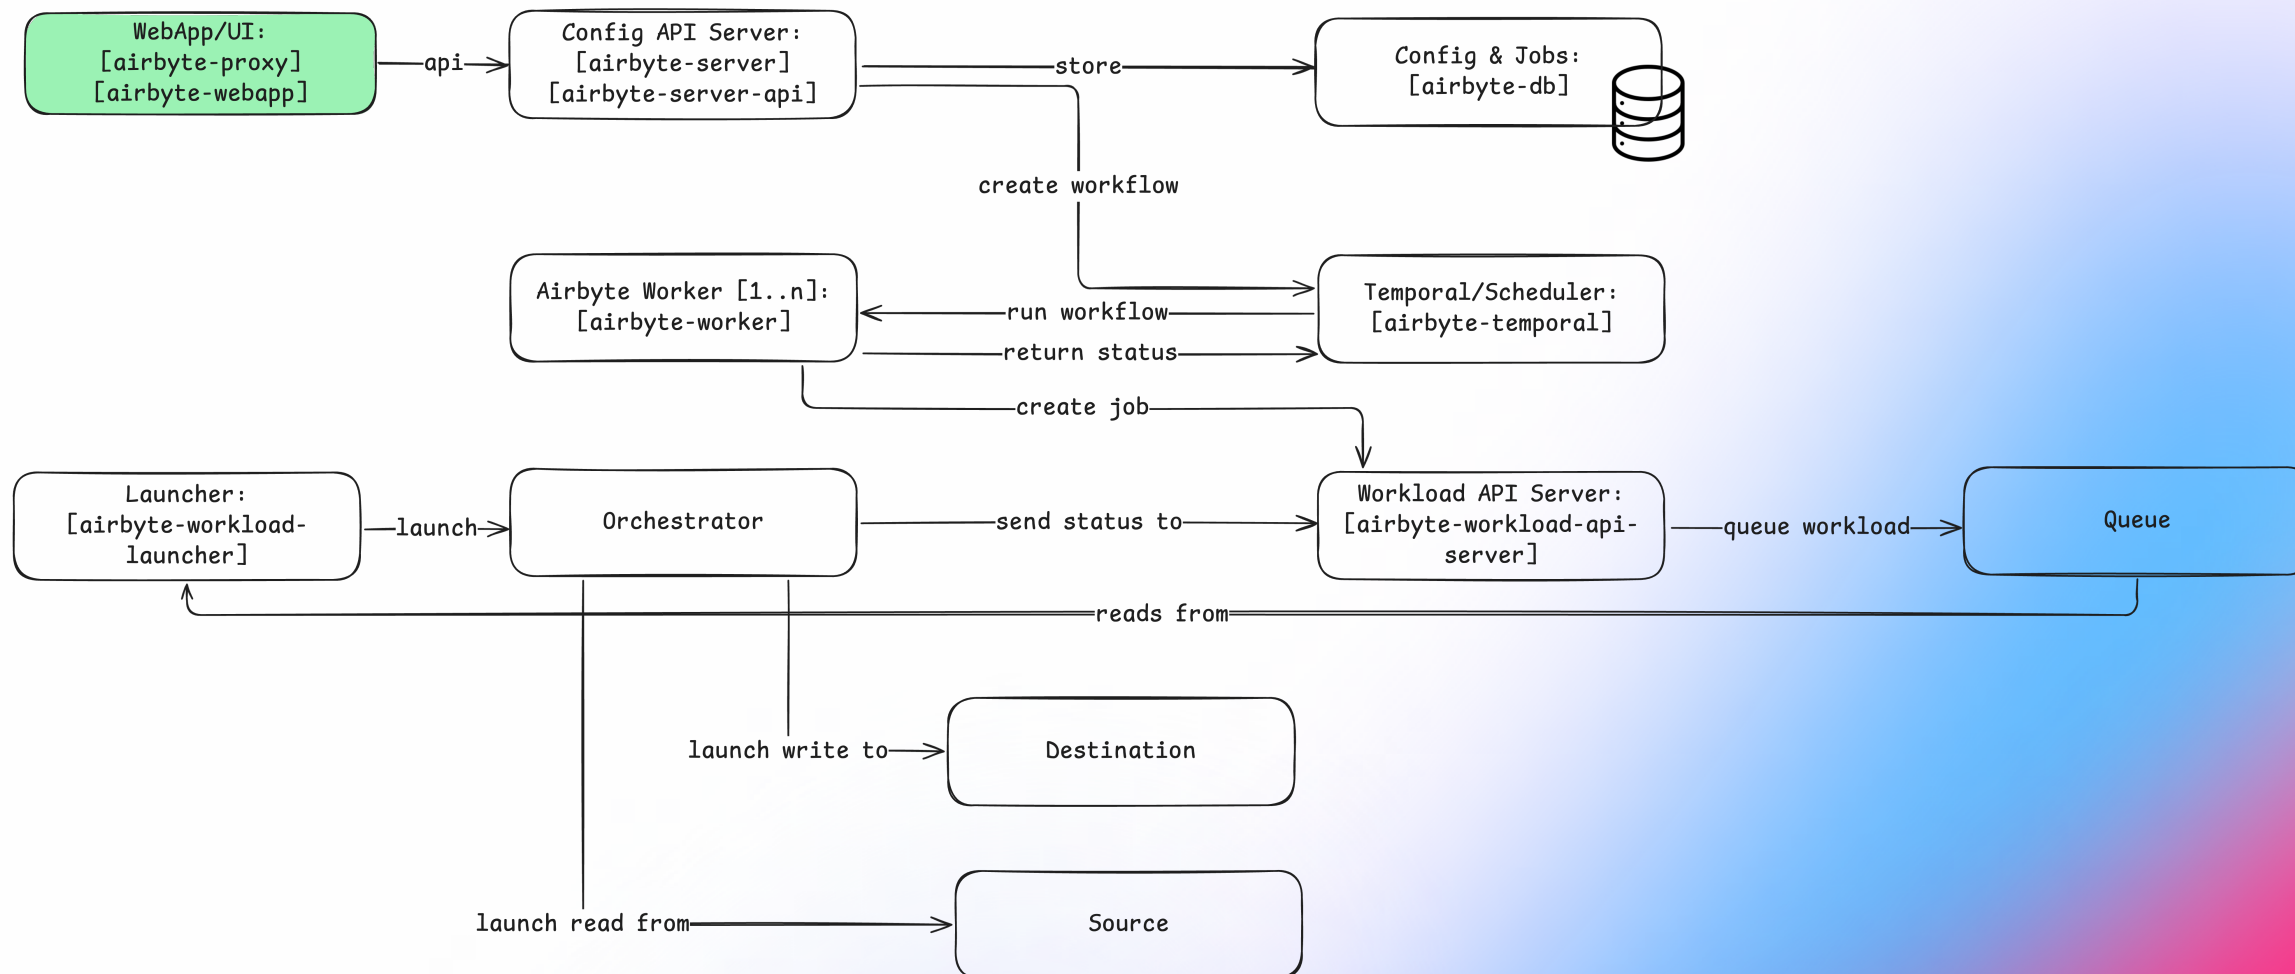 WebApp/UI:
[airbyte-proxy]
[airbyte-webapp]
api
Config API Server:
[airbyte-server]
[airbyte-server-api]
store
Config & Jobs:
[airbyte-db]
create workflow
Airbyte Worker [1..n]:
[airbyte-worker]
run workflow
return status
Temporal/Scheduler:
[airbyte-temporal]
create job
Launcher:
[airbyte-workload-
launcher]
launch
Orchestrator
send status to
Workload API Server:
[airbyte-workload-api-
server]
queue workload
Queue
reads from
launch write to
Destination
launch read from
Source